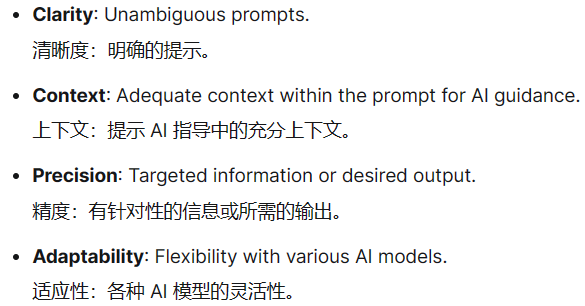 Clarity: Unambiguous prompts.
清晰度：明确的提示。
Context: Adequate context within the prompt for AI guidance.
上下文：提示 AI 指导中的充分上下文。
Precision: Targeted information or desired output.
精度：有针对性的信息或所需的输出。
Adaptability: Flexibility with various AI models.
适应性：各种 AI 模型的灵活性。